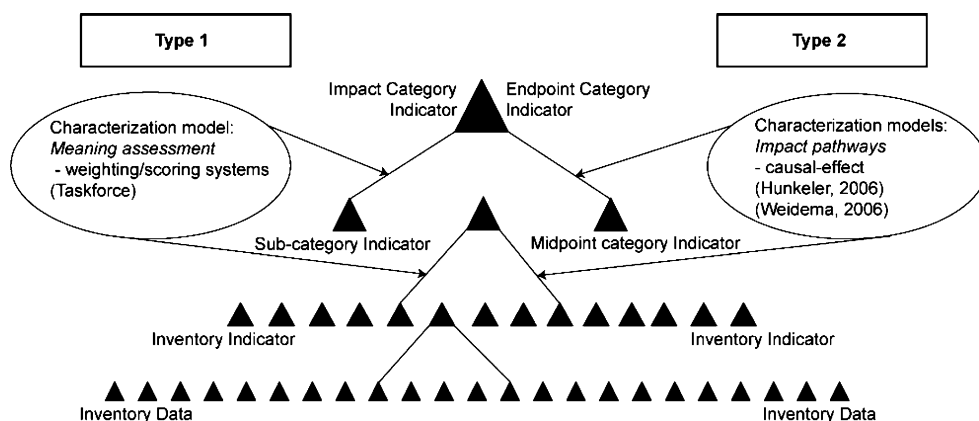 Type 1
Type 2
Impact Category
Indicator
Endpoint Category
Indicator
Characterization model:
Meaning assessment
- weighting/scoring systems
(Taskforce)
Characterization models:
Impact pathways
- causal-effect
(Hunkeler, 2006)
(Weidema, 2006)
Sub-category Indicator
Midpoint category Indicator
Inventory Indicator
Inventory Indicator
Inventory Data
Inventory Data